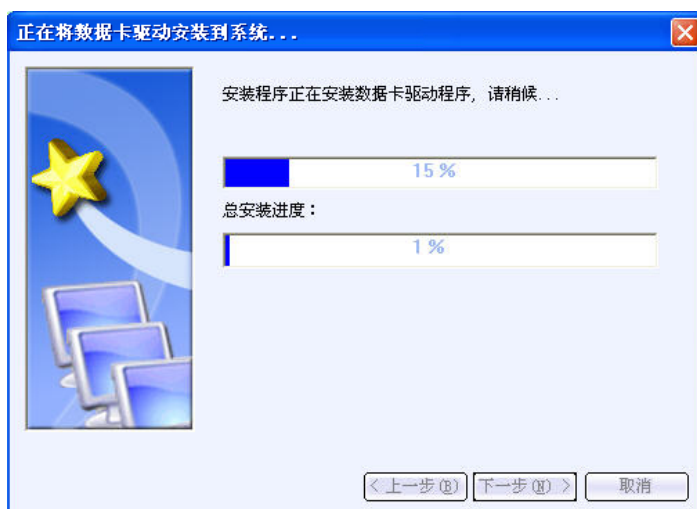 正在将数据卡驱动安装到系统...
安装程序正在安装数据卡驱动程序, 请稍候...
15 %
总安装进度：
1 %
< 上一步(B)
下一步(N) >
取消